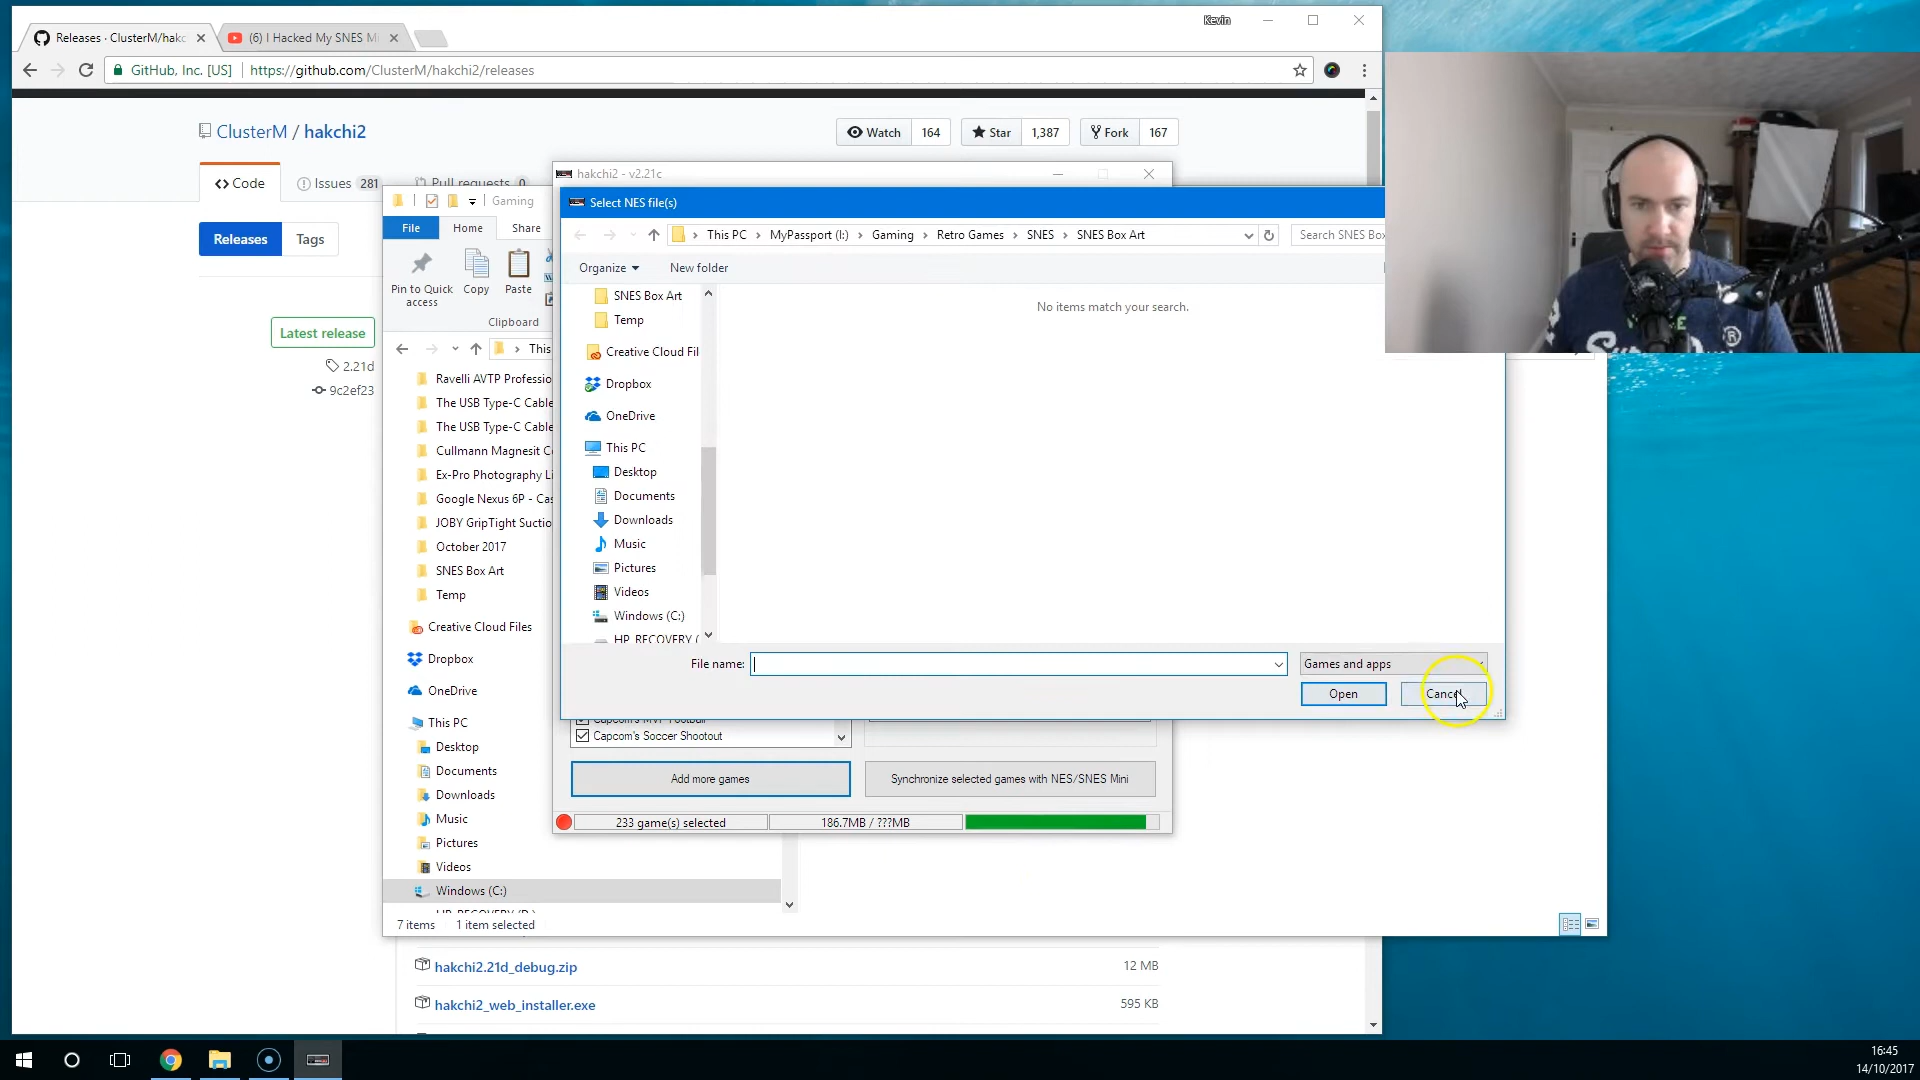 Releases · ClusterM/hakc
(6) I Hacked My SNES Mi
Kevin
GitHub, Inc. [US]
https://github.com/ClusterM/hakchi2/releases
ClusterM / hakchi2
Watch 164
Star 1,387
Fork 167
Code
Issues 281
Pull requests 0
Releases
Tags
Latest release
2.21d
9c2ef23
Gaming
File
Home
Share
Pin to Quick access
Copy
Paste
Clipboard
This
Ravelli AVTP Professio
The USB Type-C Cable
The USB Type-C Cable
Cullmann Magnesit C
Ex-Pro Photography Li
Google Nexus 6P - Cas
JOBY GripTight Suctio
October 2017
SNES Box Art
Temp
Creative Cloud Files
Dropbox
OneDrive
This PC
Desktop
Documents
Downloads
Music
Pictures
Videos
Windows (C:)
7 items
1 item selected
hakchi2 - v2.21c
Select NES file(s)
This PC
MyPassport (I:)
Gaming
Retro Games
SNES
SNES Box Art
Search SNES Box
Organize
New folder
SNES Box Art
Temp
Creative Cloud Fil
Dropbox
OneDrive
This PC
Desktop
Documents
Downloads
Music
Pictures
Videos
Windows (C:)
HP_RECOVERY (
No items match your search.
File name:
Games and apps
Open
Cancel
Capcom's MVP Football
Capcom's Soccer Shootout
Add more games
Synchronize selected games with NES/SNES Mini
233 game(s) selected
186.7MB / ???MB
hakchi2.21d_debug.zip
12 MB
hakchi2_web_installer.exe
595 KB
16:45
14/10/2017